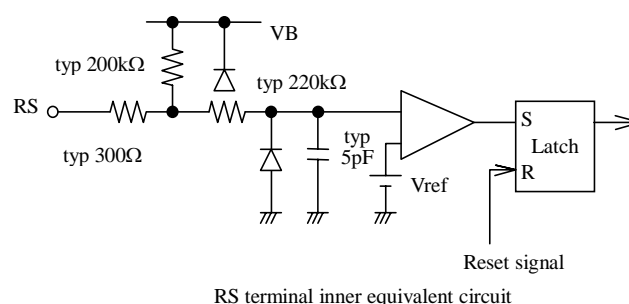 VB
typ 200kΩ
typ 220kΩ
RS
typ 300Ω
typ
5pF
Vref
S
Latch
R
Reset signal
RS terminal inner equivalent circuit